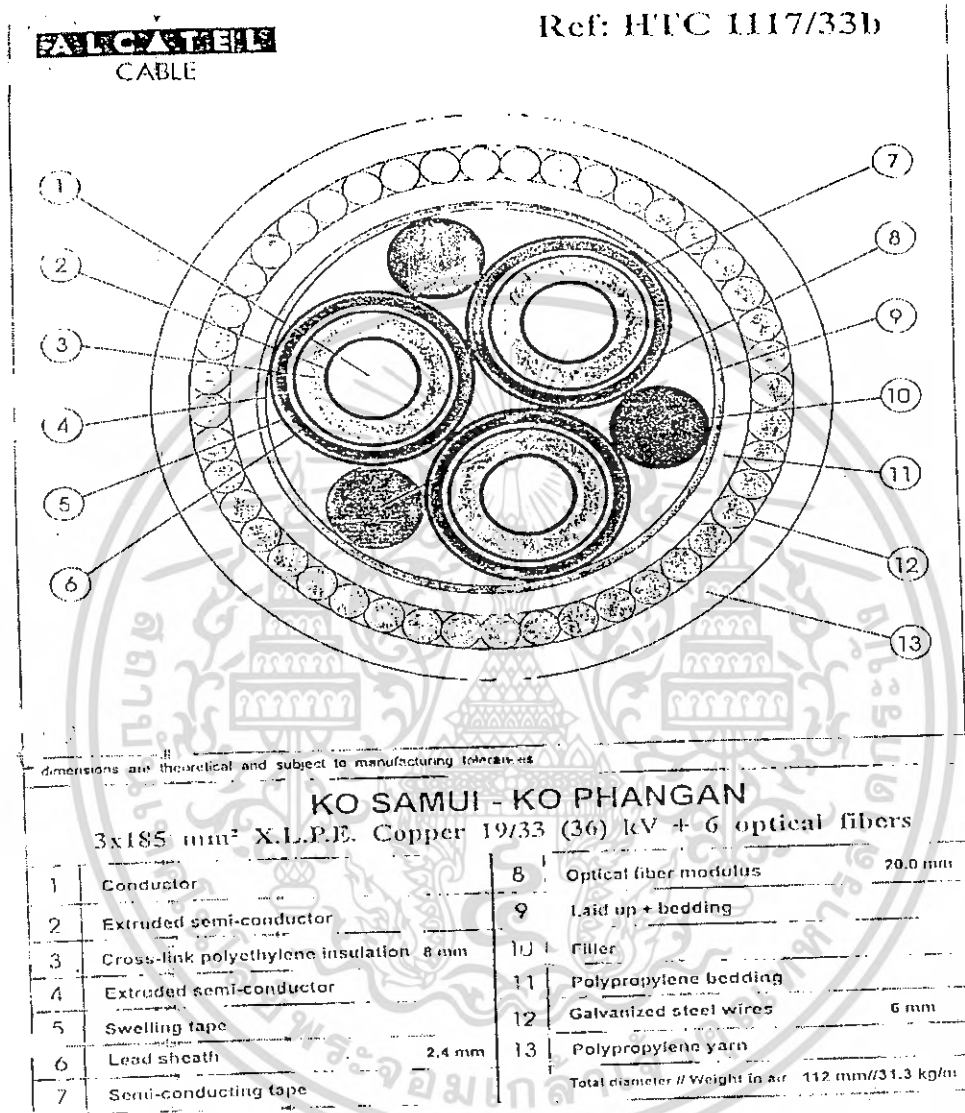 ALCATEL
CABLE
Ref: HTC 1117/33b
1
2
3
4
5
6
7
8
9
10
11
12
13
dimensions are theoretical and subject to manufacturing tolerances
KO SAMUI - KO PHANGAN
3x185 mm² X.L.P.E. Copper 19/33 (36) kV + 6 optical fibers
1 Conductor
2 Extruded semi-conductor
3 Cross-link polyethylene insulation 8 mm
4 Extruded semi-conductor
5 Swelling tape
6 Lead sheath 2,4 mm
7 Semi-conducting tape
8 Optical fiber modulus 20.0 mm
9 Laid up + bedding
10 Filler
11 Polypropylene bedding
12 Galvanized steel wires 6 mm
13 Polypropylene yarn
Total diameter // Weight in air 112 mm//31.3 kg/m